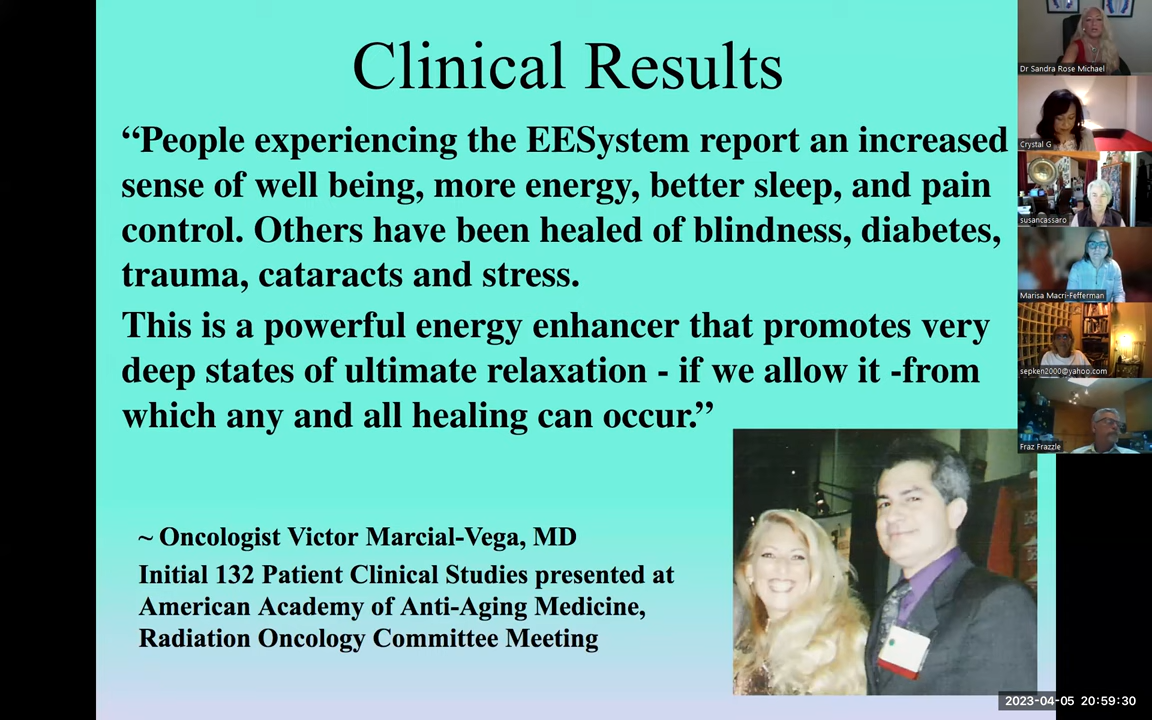 Clinical Results
“People experiencing the EESystem report an increased
sense of well being, more energy, better sleep, and pain
control. Others have been healed of blindness, diabetes,
trauma, cataracts and stress.
This is a powerful energy enhancer that promotes very
deep states of ultimate relaxation - if we allow it -from
which any and all healing can occur.”
~ Oncologist Victor Marcial-Vega, MD
Initial 132 Patient Clinical Studies presented at
American Academy of Anti-Aging Medicine,
Radiation Oncology Committee Meeting
Dr Sandra Rose Michael
Crystal G
susancassaro
Marisa Macri-Fefferman
sepken2000@yahoo.com
Fraz Frazzle
2023-04-05 20:59:30